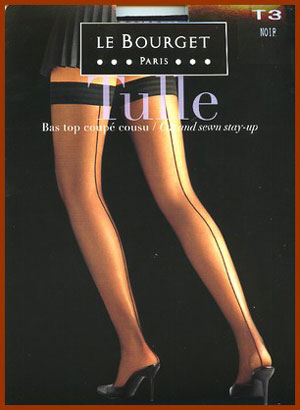 T3
NOIR
LE BOURGET
••• PARIS •••
Tulle
Bas top coupé cousu / Cut and sewn stay-up